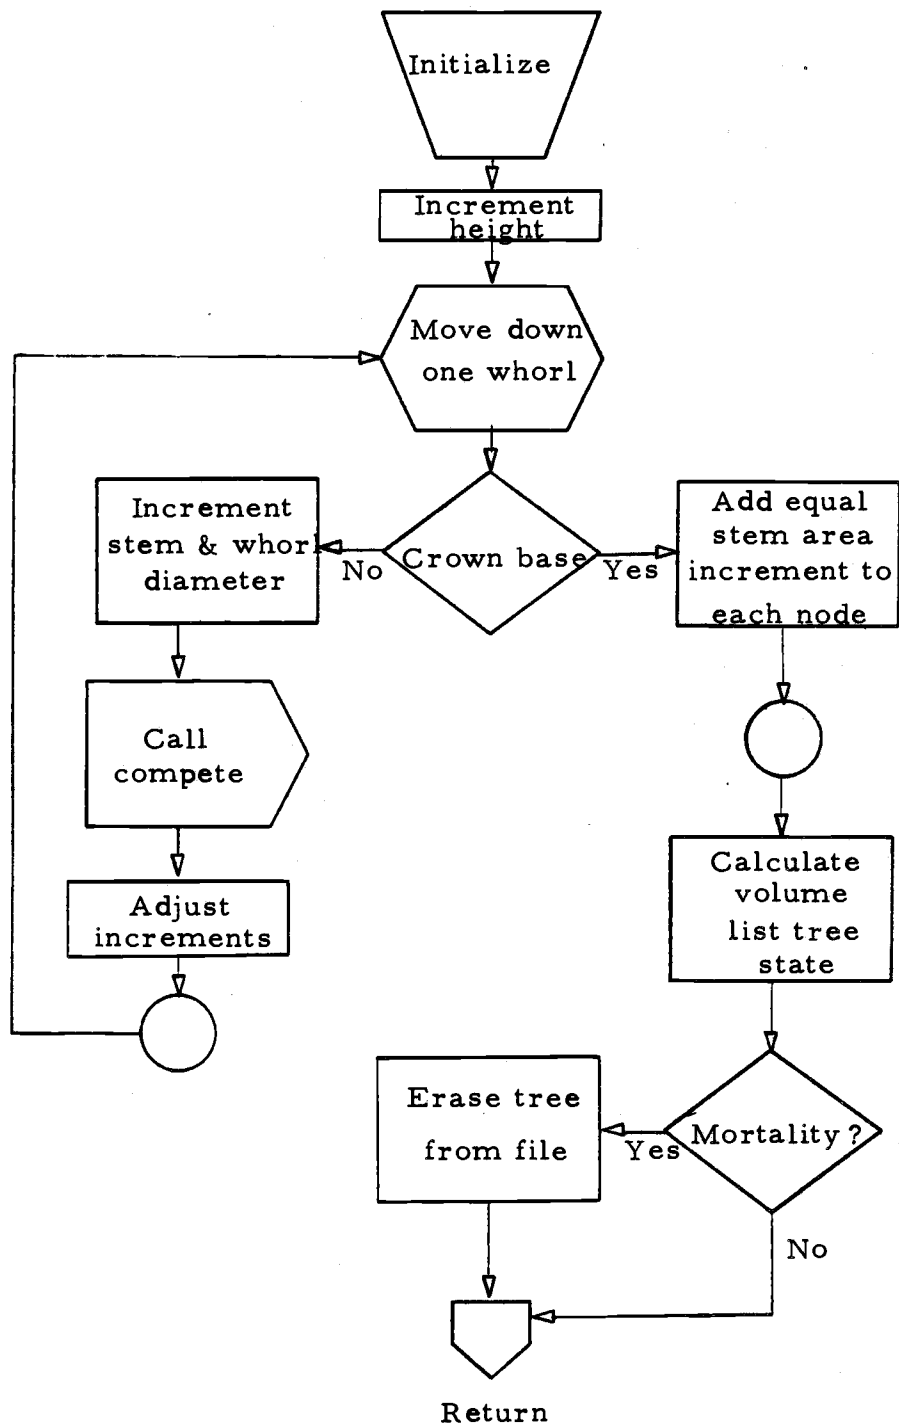 Initialize
Increment
height
Move down
one whorl
Crown base
No
Yes
Increment
stem & whorl
diameter
Call
compete
Adjust
increments
Add equal
stem area
increment to
each node
Calculate
volume
list tree
state
Mortality?
Yes
No
Erase tree
from file
Return